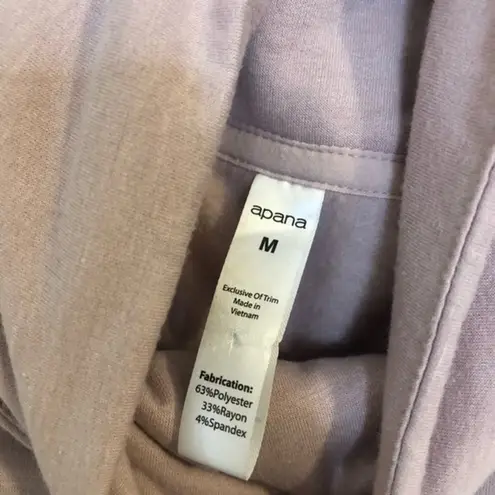 apana
M
Exclusive Of Trim
Made in
Vietnam
Fabrication:
63%Polyester
33%Rayon
4%Spandex